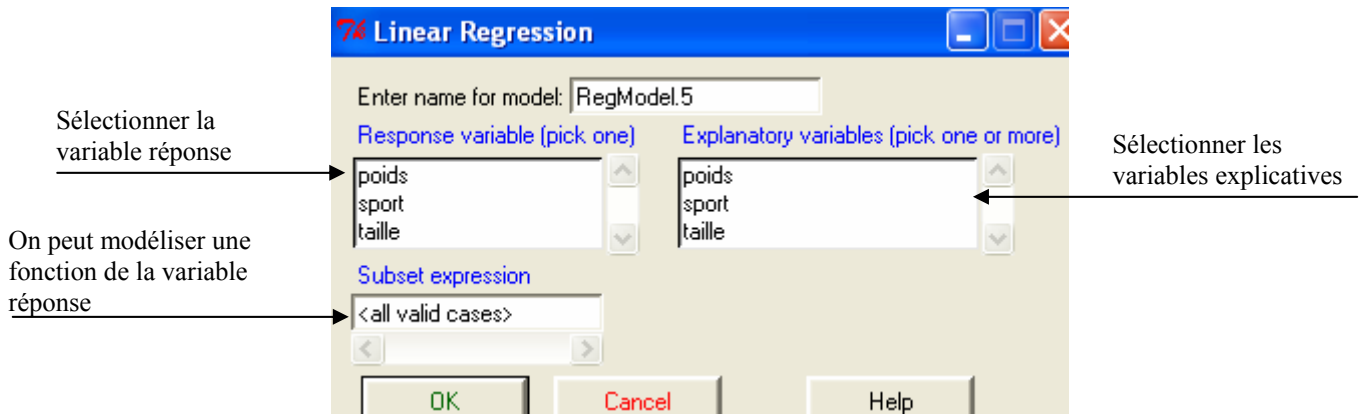 Linear Regression
Enter name for model: RegModel.5
Sélectionner la
variable réponse
Response variable (pick one)
poids
sport
taille
Explanatory variables (pick one or more)
poids
sport
taille
Sélectionner les
variables explicatives
On peut modéliser une
fonction de la variable
réponse
Subset expression
<all valid cases>
OK
Cancel
Help